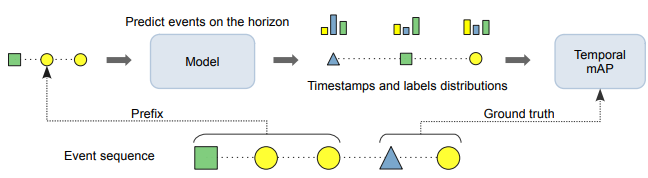 Predict events on the horizon
Model
Temporal
mAP
Timestamps and labels distributions
Prefix
Ground truth
Event sequence